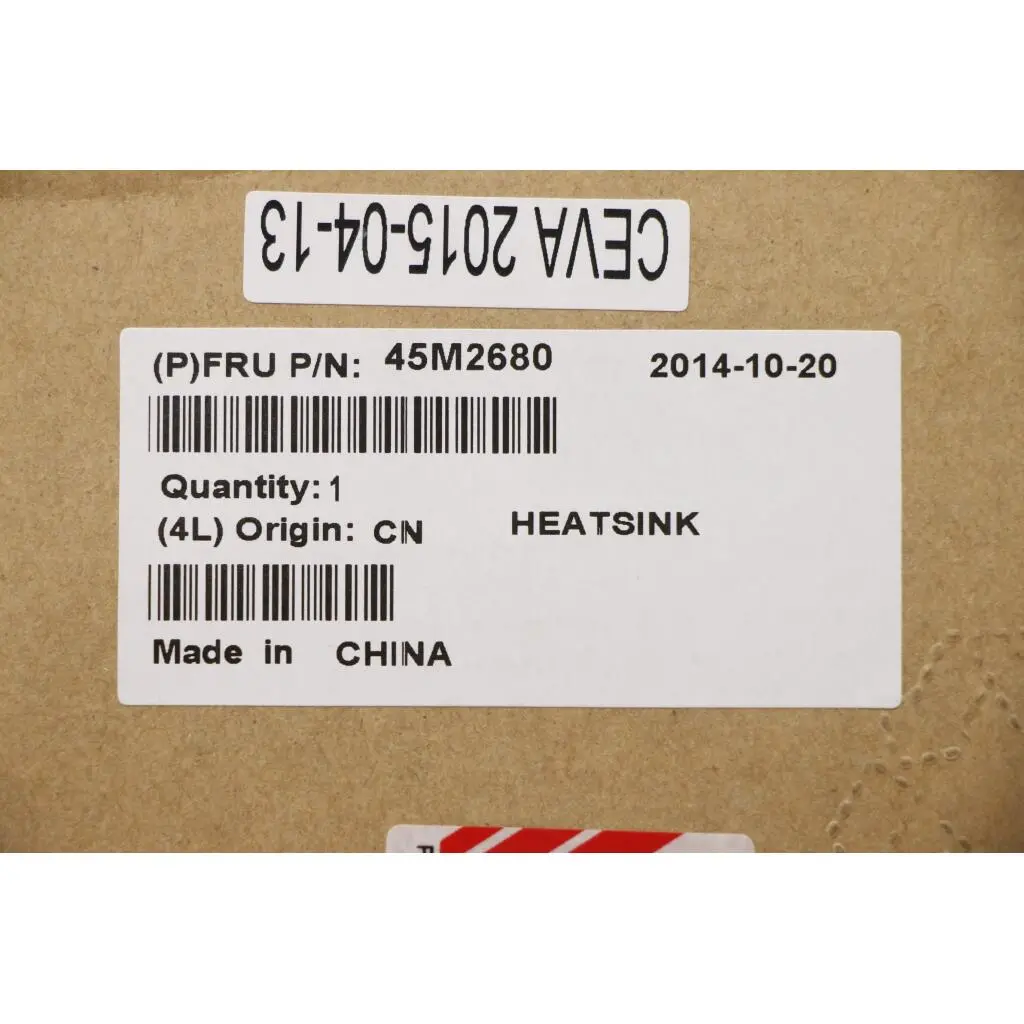 CEVA 2015-04-13
(P)FRU P/N: 45M2680 2014-10-20
Quantity: 1
(4L) Origin: CN HEATSINK
Made in CHINA